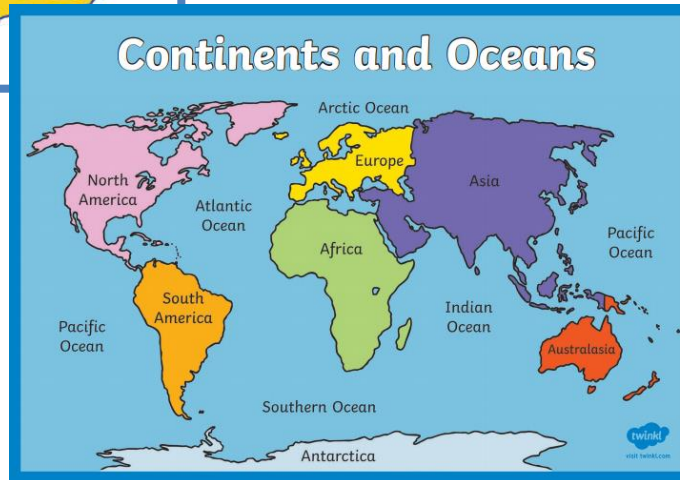 Continents and Oceans
Arctic Ocean
Europe
North
America
Asia
Atlantic
Ocean
Pacific
Ocean
Africa
South
America
Indian
Ocean
Pacific
Ocean
Australasia
Southern Ocean
Antarctica
twinkl
visit twinkl.com